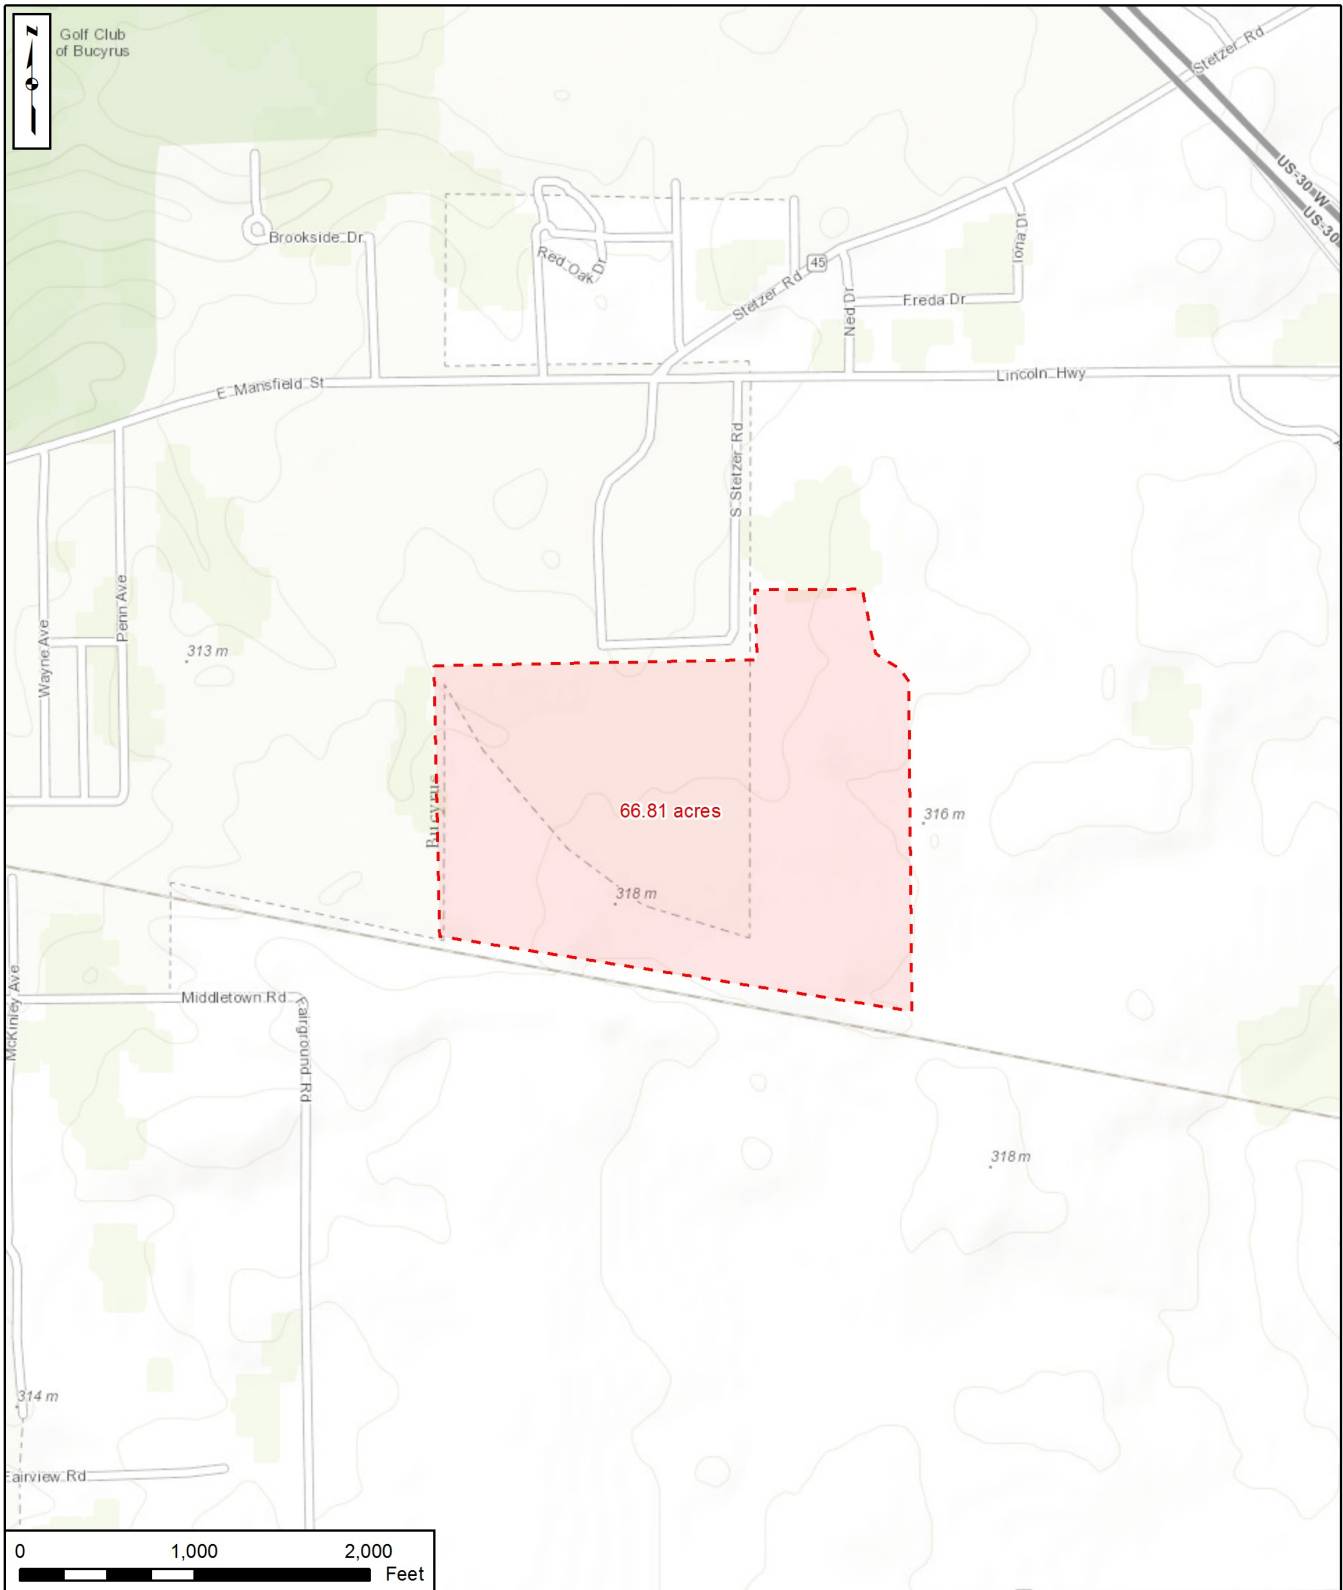 N
Golf Club
of Bucyrus
Stetzer Rd
US-30 W
US-30
Brookside Dr
Red Oak Dr
45
Stetzer Rd
Iona Dr
Ned Dr
Freda Dr
E Mansfield St
Lincoln Hwy
S Stetzer Rd
Wayne Ave
Penn Ave
313 m
Bucyrus
66.81 acres
316 m
318 m
McKinley Ave
Middletown Rd
Fairground Rd
318 m
314 m
Fairview Rd
0 1,000 2,000
Feet